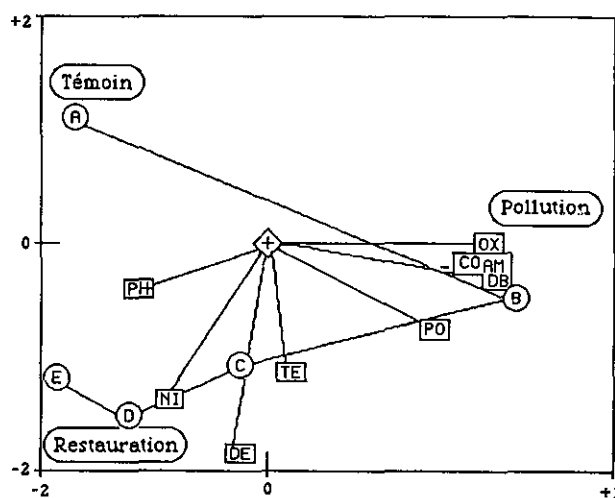 +2
Témoin
A
Pollution
0
+
OX
CO
AM
PH
DB
B
PO
C
TE
E
NI
D
Restauration
DE
-2
-2
0